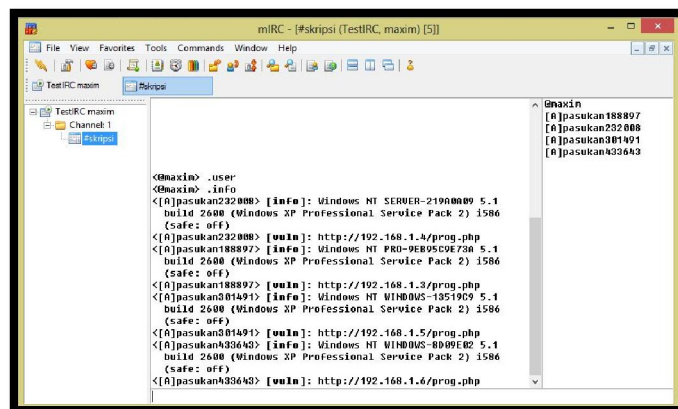 mIRC - [#skripsi (TestIRC, maxim) [5]]
File View Favorites Tools Commands Window Help
TestIRC maxim #skripsi
TestIRC maxim
Channel: 1
#skripsi
<@maxim> .user
<@maxim> .info
<[A]pasukan232008> [info]: Windows NT SERVER-219A0A09 5.1
build 2600 (Windows XP Professional Service Pack 2) i586
(safe: off)
<[A]pasukan232008> [vuln]: http://192.168.1.4/prog.php
<[A]pasukan188897> [info]: Windows NT PRO-9EB95C9E73A 5.1
build 2600 (Windows XP Professional Service Pack 2) i586
(safe: off)
<[A]pasukan188897> [vuln]: http://192.168.1.3/prog.php
<[A]pasukan301491> [info]: Windows NT WINDOWS-13519C9 5.1
build 2600 (Windows XP Professional Service Pack 2) i586
(safe: off)
<[A]pasukan301491> [vuln]: http://192.168.1.5/prog.php
<[A]pasukan433643> [info]: Windows NT WINDOWS-8D09E02 5.1
build 2600 (Windows XP Professional Service Pack 2) i586
(safe: off)
<[A]pasukan433643> [vuln]: http://192.168.1.6/prog.php
@maxim
[A]pasukan188897
[A]pasukan232008
[A]pasukan301491
[A]pasukan433643